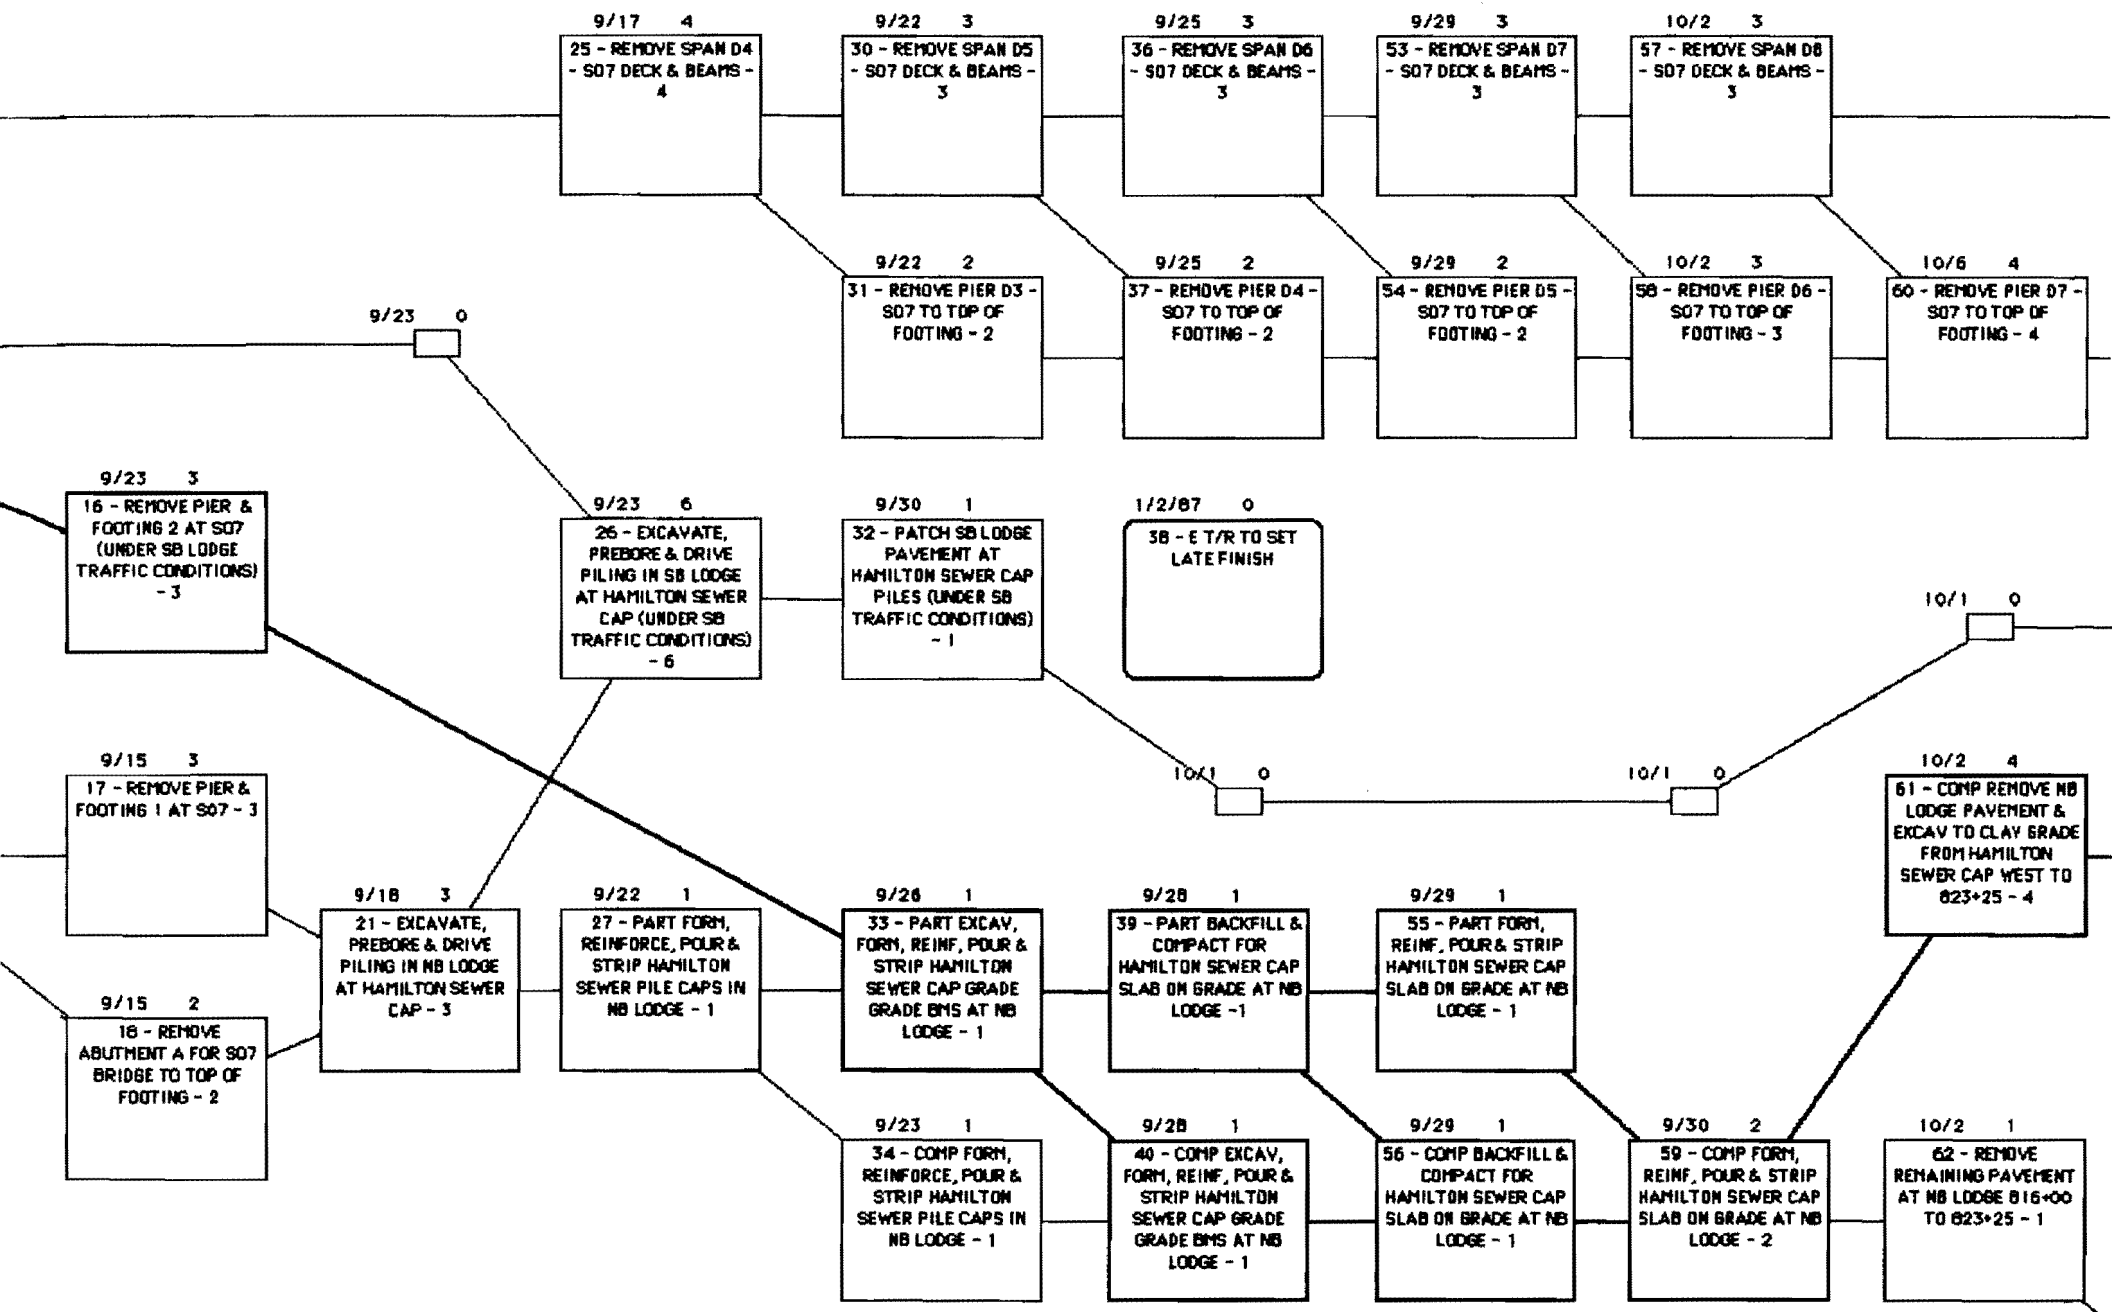 9/17 4
25 - REMOVE SPAN D4
- S07 DECK & BEAMS -
4
9/22 3
30 - REMOVE SPAN D5
- S07 DECK & BEAMS -
3
9/25 3
36 - REMOVE SPAN D6
- S07 DECK & BEAMS -
3
9/29 3
53 - REMOVE SPAN D7
- S07 DECK & BEAMS -
3
10/2 3
57 - REMOVE SPAN D8
- S07 DECK & BEAMS -
3
9/22 2
31 - REMOVE PIER D3 -
S07 TO TOP OF
FOOTING - 2
9/25 2
37 - REMOVE PIER D4 -
S07 TO TOP OF
FOOTING - 2
9/29 2
54 - REMOVE PIER D5 -
S07 TO TOP OF
FOOTING - 2
10/2 3
58 - REMOVE PIER D6 -
S07 TO TOP OF
FOOTING - 3
10/6 4
60 - REMOVE PIER D7 -
S07 TO TOP OF
FOOTING - 4
9/23 0
9/23 3
16 - REMOVE PIER &
FOOTING 2 AT S07
(UNDER SB LODGE
TRAFFIC CONDITIONS)
- 3
9/23 6
26 - EXCAVATE,
PREBORE & DRIVE
PILING IN SB LODGE
AT HAMILTON SEWER
CAP (UNDER SB
TRAFFIC CONDITIONS)
- 6
9/30 1
32 - PATCH SB LODGE
PAVEMENT AT
HAMILTON SEWER CAP
PILES (UNDER SB
TRAFFIC CONDITIONS)
- 1
1/2/87 0
38 - E T/R TO SET
LATE FINISH
10/1 0
10/1 0
10/1 0
9/15 3
17 - REMOVE PIER &
FOOTING 1 AT S07 - 3
10/2 4
61 - COMP REMOVE NB
LODGE PAVEMENT &
EXCAV TO CLAY GRADE
FROM HAMILTON
SEWER CAP WEST TO
823+25 - 4
9/18 3
21 - EXCAVATE,
PREBORE & DRIVE
PILING IN NB LODGE
AT HAMILTON SEWER
CAP - 3
9/22 1
27 - PART FORM,
REINFORCE, POUR &
STRIP HAMILTON
SEWER PILE CAPS IN
NB LODGE - 1
9/26 1
33 - PART EXCAV,
FORM, REINF, POUR &
STRIP HAMILTON
SEWER CAP GRADE
GRADE BMS AT NB
LODGE - 1
9/28 1
39 - PART BACKFILL &
COMPACT FOR
HAMILTON SEWER CAP
SLAB ON GRADE AT NB
LODGE -1
9/29 1
55 - PART FORM,
REINF, POUR & STRIP
HAMILTON SEWER CAP
SLAB ON GRADE AT NB
LODGE - 1
9/15 2
18 - REMOVE
ABUTMENT A FOR S07
BRIDGE TO TOP OF
FOOTING - 2
9/23 1
34 - COMP FORM,
REINFORCE, POUR &
STRIP HAMILTON
SEWER PILE CAPS IN
NB LODGE - 1
9/28 1
40 - COMP EXCAV,
FORM, REINF, POUR &
STRIP HAMILTON
SEWER CAP GRADE
GRADE BMS AT NB
LODGE - 1
9/29 1
56 - COMP BACKFILL &
COMPACT FOR
HAMILTON SEWER CAP
SLAB ON GRADE AT NB
LODGE - 1
9/30 2
59 - COMP FORM,
REINF, POUR & STRIP
HAMILTON SEWER CAP
SLAB ON GRADE AT NB
LODGE - 2
10/2 1
62 - REMOVE
REMAINING PAVEMENT
AT NB LODGE 816+00
TO 823+25 - 1